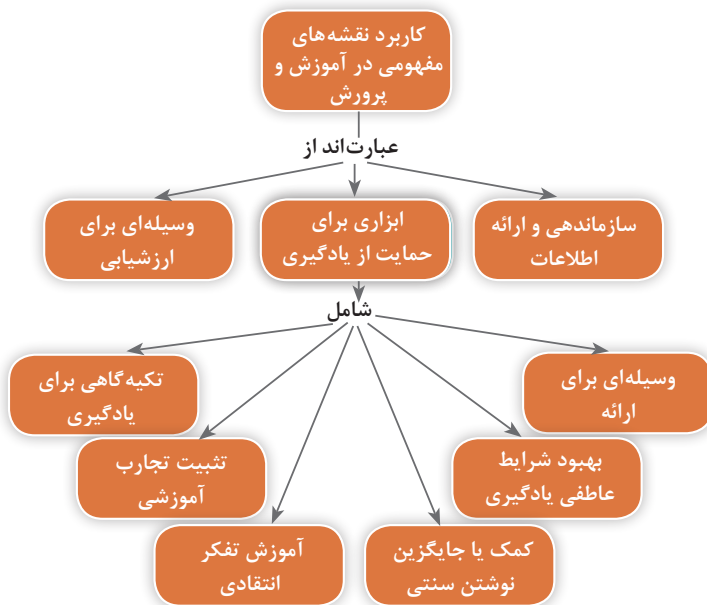 کاربرد نقشه‌های
مفهومی در آموزش و
پرورش
عبارت‌اند از
سازماندهی و ارائه
اطلاعات
ابزاری برای
حمایت از یادگیری
وسیله‌ای برای
ارزشیابی
شامل
وسیله‌ای برای
ارائه
بهبود شرایط
عاطفی یادگیری
کمک یا جایگزین
نوشتن سنتی
آموزش تفکر
انتقادی
تثبیت تجارب
آموزشی
تکیه‌گاهی برای
یادگیری